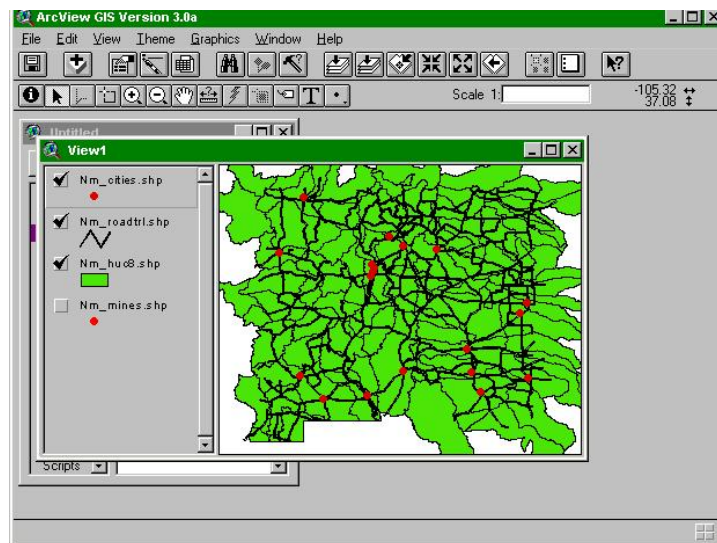 ArcView GIS Version 3.0a
File Edit View Theme Graphics Window Help
Scale 1:
-105.32
37.08
Untitled
View1
Nm_cities.shp
Nm_roadtrl.shp
Nm_huc8.shp
Nm_mines.shp
Scripts